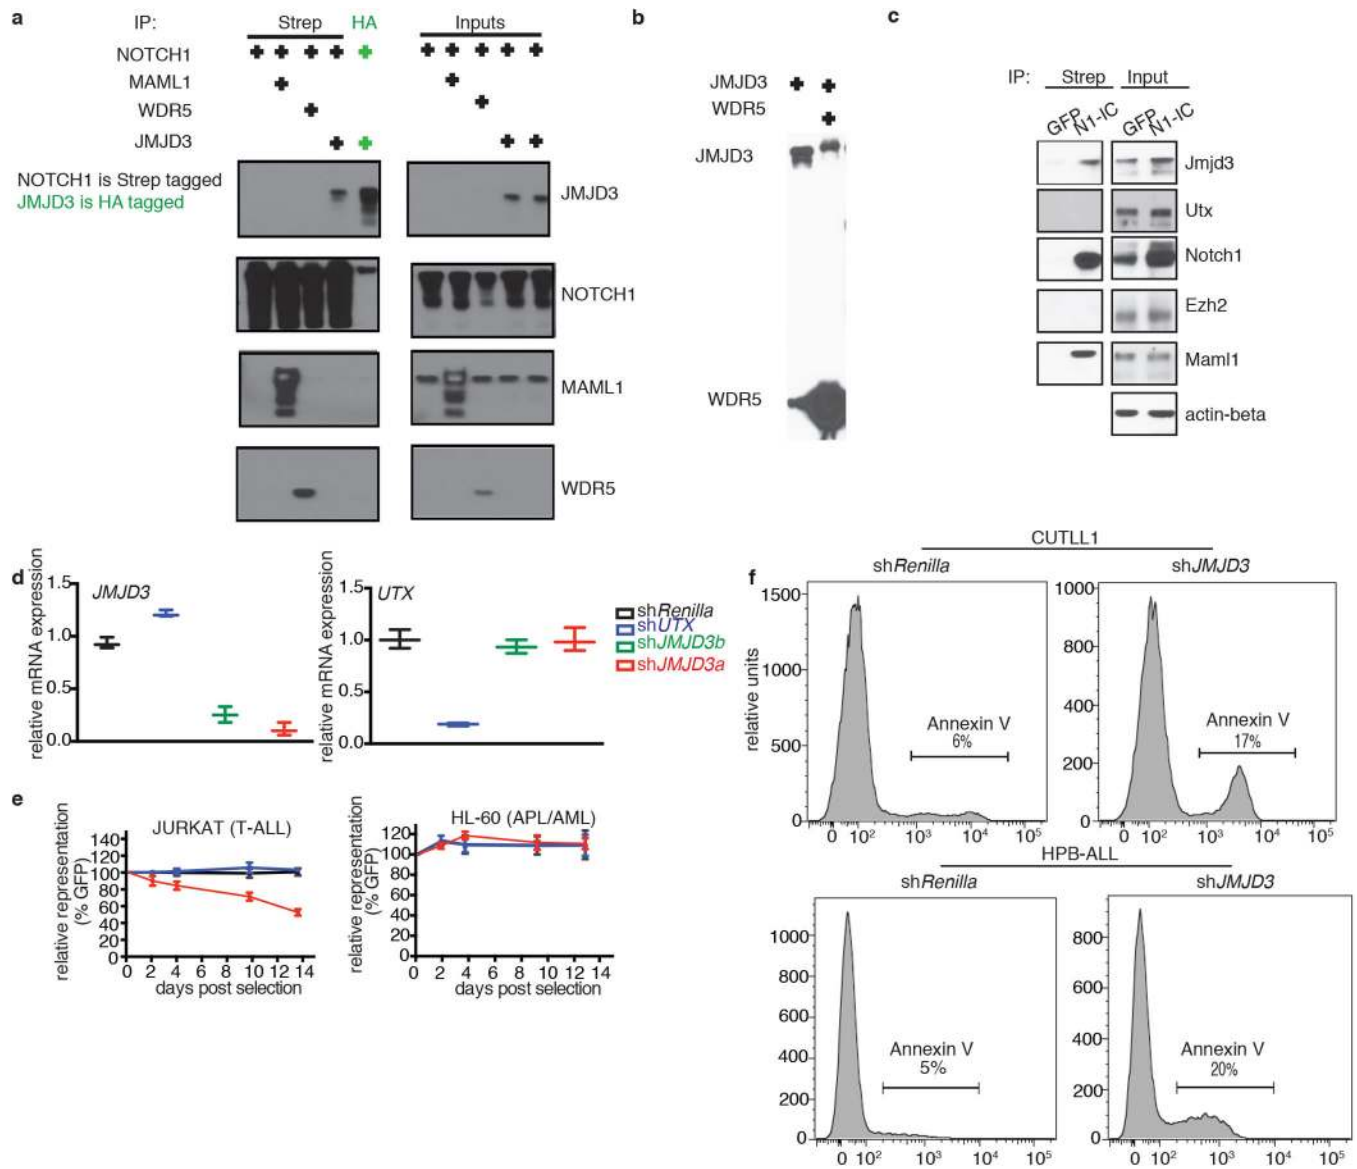 a
IP: Strep HA Inputs
NOTCH1
MAML1
WDR5
JMJD3
NOTCH1 is Strep tagged
JMJD3 is HA tagged
JMJD3
NOTCH1
MAML1
WDR5
b
JMJD3
WDR5
JMJD3
WDR5
c
IP: Strep Input
GFP N1-IC GFP N1-IC
Jmjd3
Utx
Notch1
Ezh2
Maml1
actin-beta
d
relative mRNA expression
JMJD3
1.5
1.0
0.5
0.0
relative mRNA expression
UTX
1.5
1.0
0.5
0.0
shRenilla
shUTX
shJMJD3b
shJMJD3a
e
relative representation
(% GFP)
JURKAT (T-ALL)
140
120
100
80
60
40
20
0
0 2 4 6 8 10 12 14
days post selection
relative representation
(% GFP)
HL-60 (APL/AML)
120
100
80
60
40
20
0
0 2 4 6 8 10 12 14
days post selection
f
CUTLL1
shRenilla
relative units
1500
1000
500
0
Annexin V
6%
0 10² 10³ 10⁴ 10⁵
shJMJD3
1000
800
400
200
0
Annexin V
17%
0 10² 10³ 10⁴ 10⁵
HPB-ALL
shRenilla
1000
800
600
400
200
0
Annexin V
5%
0 10² 10³ 10⁴ 10⁵
shJMJD3
800
600
400
200
0
Annexin V
20%
0 10² 10³ 10⁴ 10⁵